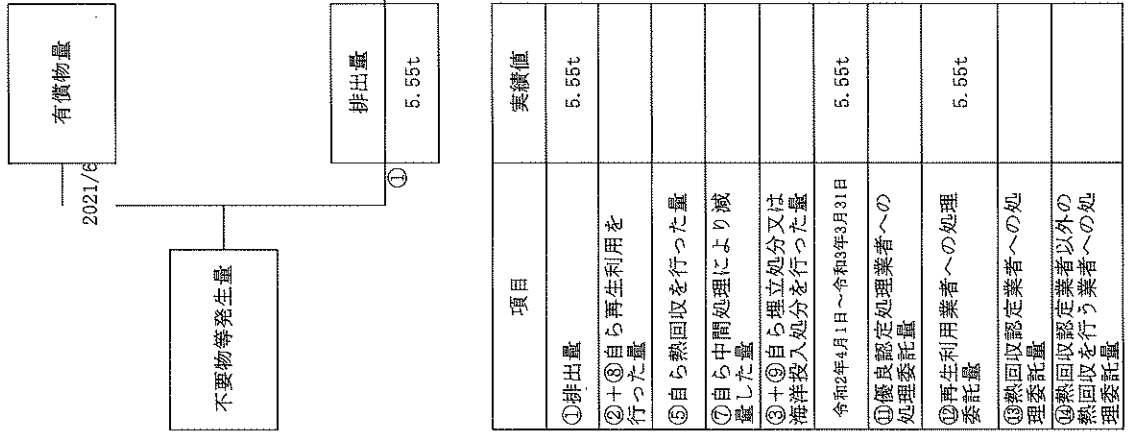 有償物量
2021/6
不要物等発生量
排出量
①
5.55t
項目
実績値
①排出量
5.55t
②+⑧自ら再生利用を
行った量
⑤自ら熱回収を行った量
⑦自ら中間処理により減
量した量
③+⑨自ら埋立処分又は
海洋投入処分を行った量
令和2年4月1日～令和3年3月31日
5.55t
⑪優良認定処理業者への
処理委託量
⑫再生利用業者への処理
委託量
5.55t
⑬熱回収認定業者への処
理委託量
⑭熱回収認定業者以外の
熱回収を行う業者への処
理委託量